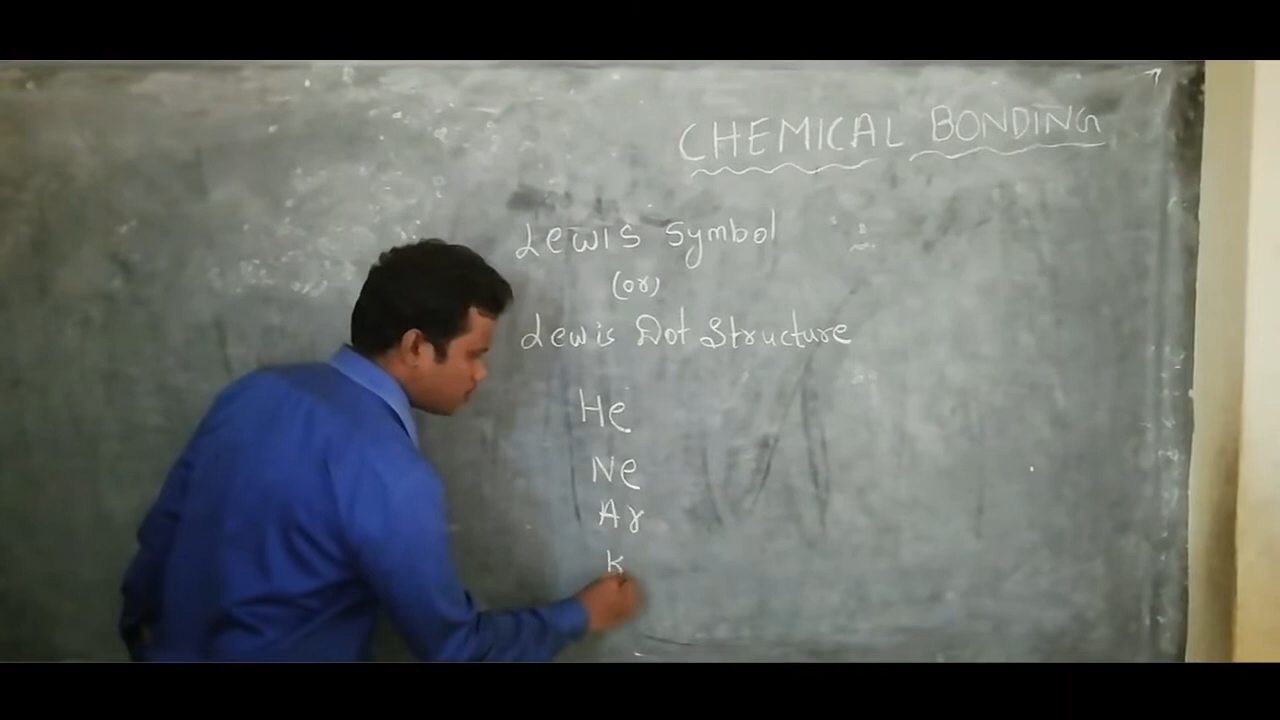 CHEMICAL BONDING
Lewis Symbol :
(or)
Lewis Dot Structure
He
Ne
Ar
K